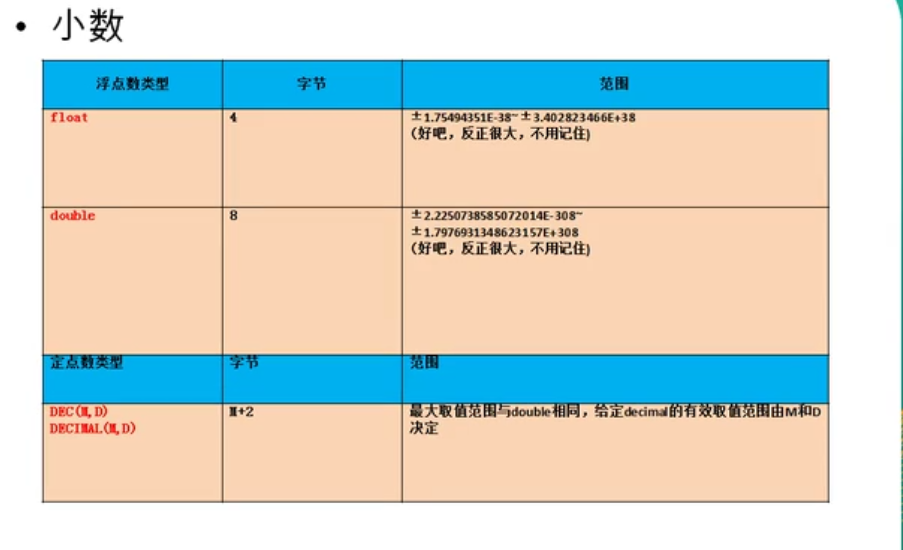 • 小数
浮点数类型 字节 范围
float 4 ±1.75494351E-38~±3.402823466E+38
(好吧，反正很大，不用记住)
double 8 ±2.2250738585072014E-308~
±1.7976931348623157E+308
(好吧，反正很大，不用记住)
定点数类型 字节 范围
DEC(M,D) M+2 最大取值范围与double相同，给定decimal的有效取值范围由M和D
DECIMAL(M,D) 决定